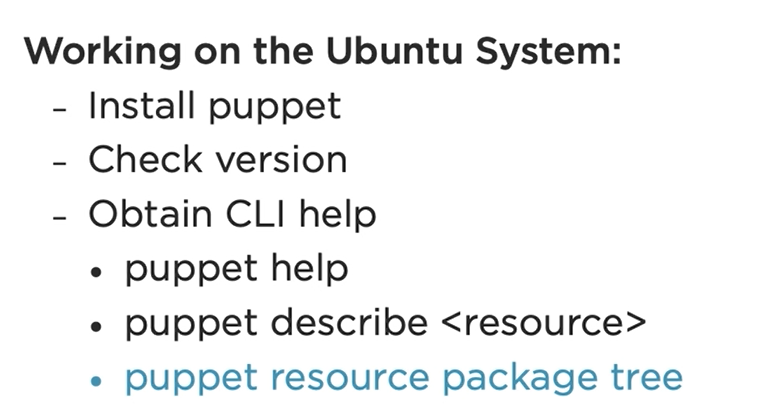 Working on the Ubuntu System:
- Install puppet
- Check version
- Obtain CLI help
• puppet help
• puppet describe <resource>
• puppet resource package tree